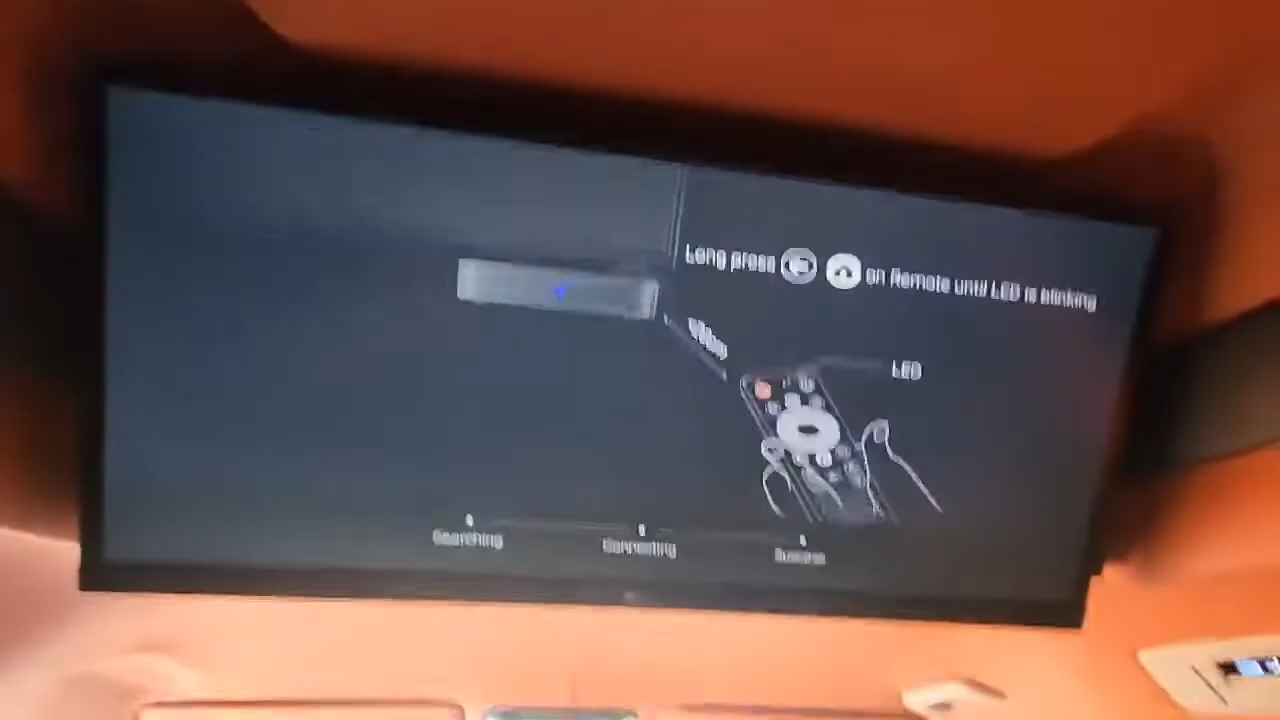 Long press on Remote until LED is blinking
LED
Searching
Connecting
Success